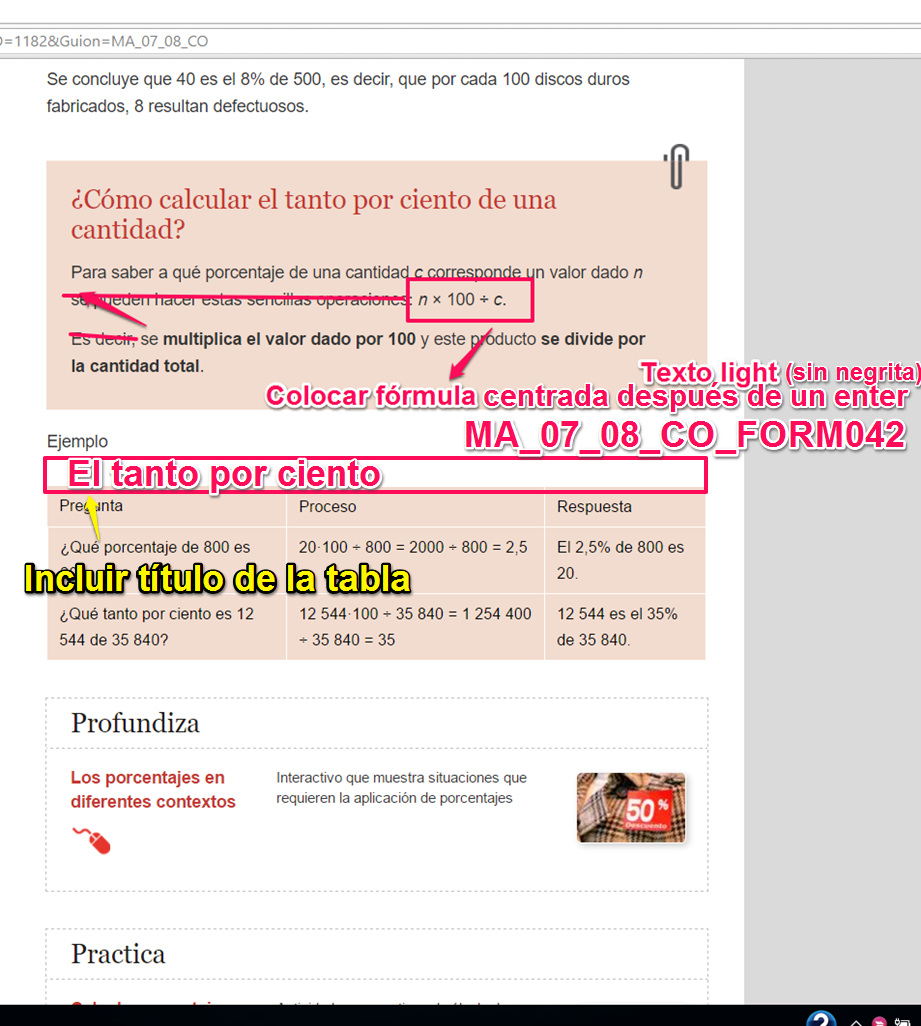 D=1182&Guion=MA_07_08_CO
Se concluye que 40 es el 8% de 500, es decir, que por cada 100 discos duros
fabricados, 8 resultan defectuosos.
¿Cómo calcular el tanto por ciento de una
cantidad?
Para saber a qué porcentaje de una cantidad c corresponde un valor dado n
se pueden hacer estas sencillas operaciones: n × 100 ÷ c.
Es decir, se multiplica el valor dado por 100 y este producto se divide por
la cantidad total.
Texto light (sin negrita)
Colocar fórmula centrada después de un enter
MA_07_08_CO_FORM042
Ejemplo
El tanto por ciento
Pregunta Proceso Respuesta
¿Qué porcentaje de 800 es 20·100 ÷ 800 = 2000 ÷ 800 = 2,5 El 2,5% de 800 es
20.
Incluir título de la tabla
¿Qué tanto por ciento es 12 12 544·100 ÷ 35 840 = 1 254 400 12 544 es el 35%
544 de 35 840? ÷ 35 840 = 35 de 35 840.
Profundiza
Los porcentajes en Interactivo que muestra situaciones que
diferentes contextos requieren la aplicación de porcentajes
50 %
Descuento
Practica